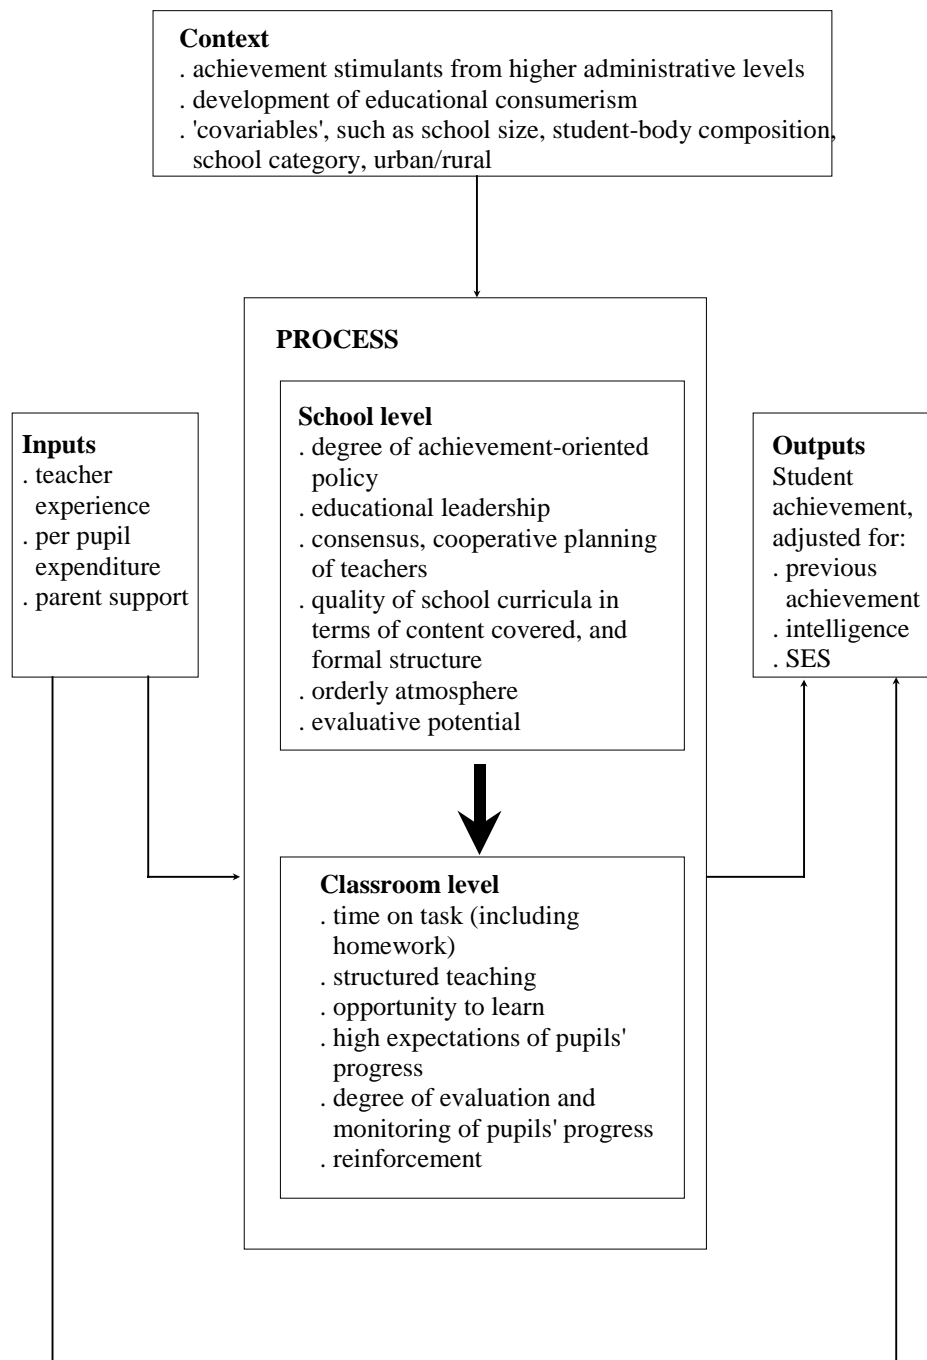 Context
. achievement stimulants from higher administrative levels
. development of educational consumerism
. 'covariables', such as school size, student-body composition,
school category, urban/rural
PROCESS
School level
. degree of achievement-oriented
policy
. educational leadership
. consensus, cooperative planning
of teachers
. quality of school curricula in
terms of content covered, and
formal structure
. orderly atmosphere
. evaluative potential
Inputs
. teacher
experience
. per pupil
expenditure
. parent support
Outputs
Student
achievement,
adjusted for:
. previous
achievement
. intelligence
. SES
Classroom level
. time on task (including
homework)
. structured teaching
. opportunity to learn
. high expectations of pupils'
progress
. degree of evaluation and
monitoring of pupils' progress
. reinforcement